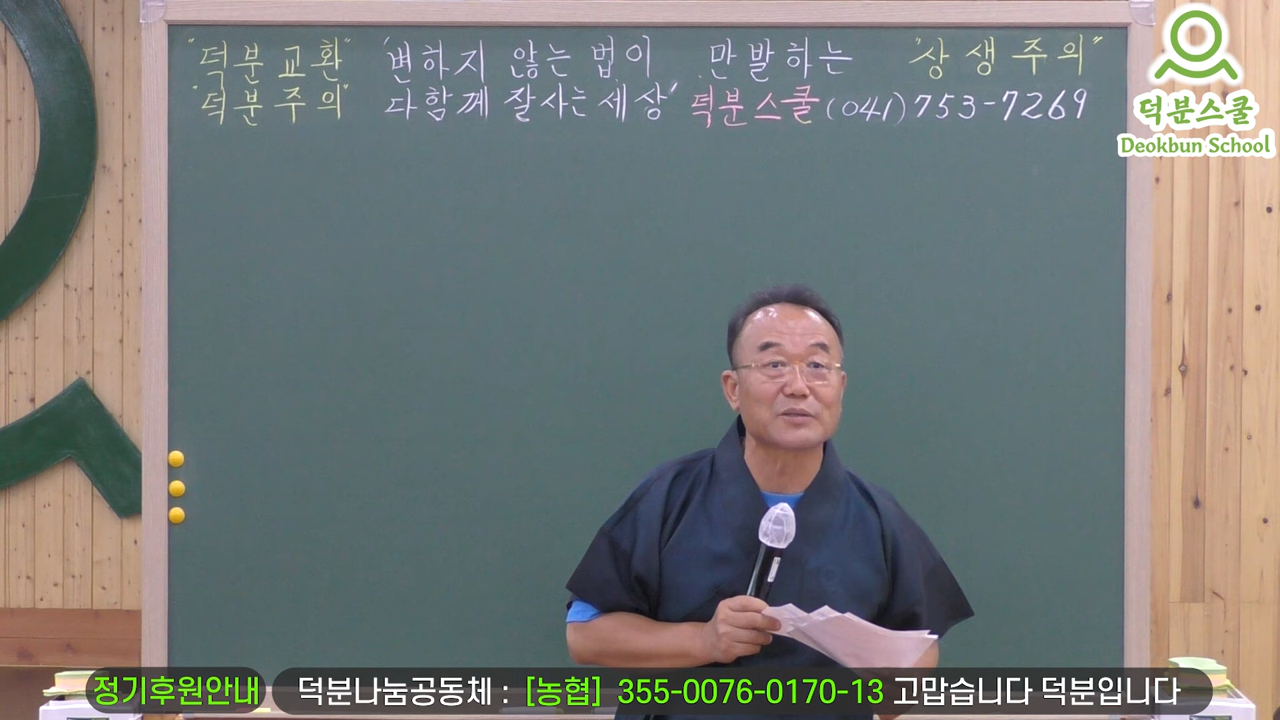 "덕분교환" '변하지 않는 법이 만발하는 "상생주의"
"덕분주의" 다함께 잘사는 세상' 덕분스쿨 (041)753-7269
덕분스쿨
Deokbun School
정기후원안내 덕분나눔공동체 : [농협] 355-0076-0170-13 고맙습니다 덕분입니다